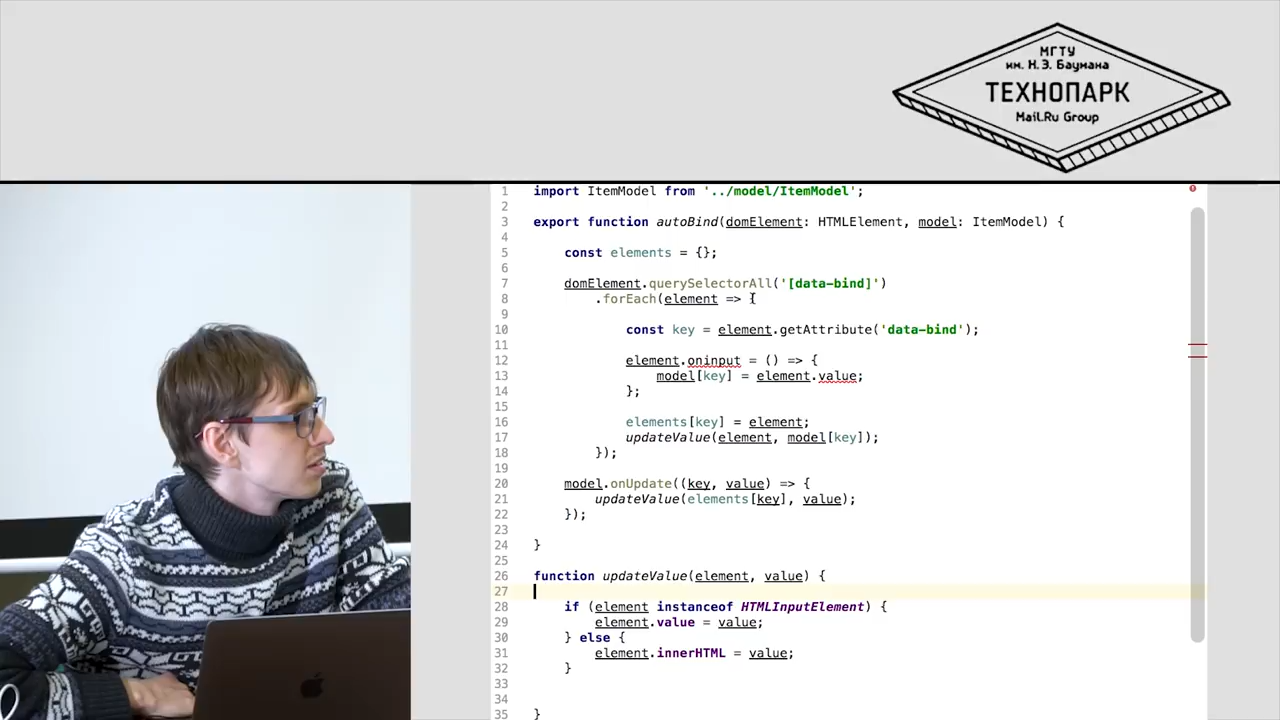 МГТУ
им. Н.Э. Баумана
ТЕХНОПАРК
Mail.Ru Group
1 import ItemModel from '../model/ItemModel';
2
3 export function autoBind(domElement: HTMLElement, model: ItemModel) {
4
5 const elements = {};
6
7 domElement.querySelectorAll('[data-bind]')
8 .forEach(element => {
9
10 const key = element.getAttribute('data-bind');
11
12 element.oninput = () => {
13 model[key] = element.value;
14 };
15
16 elements[key] = element;
17 updateValue(element, model[key]);
18 });
19
20 model.onUpdate((key, value) => {
21 updateValue(elements[key], value);
22 });
23
24 }
25
26 function updateValue(element, value) {
27
28 if (element instanceof HTMLInputElement) {
29 element.value = value;
30 } else {
31 element.innerHTML = value;
32 }
33
34
35 }